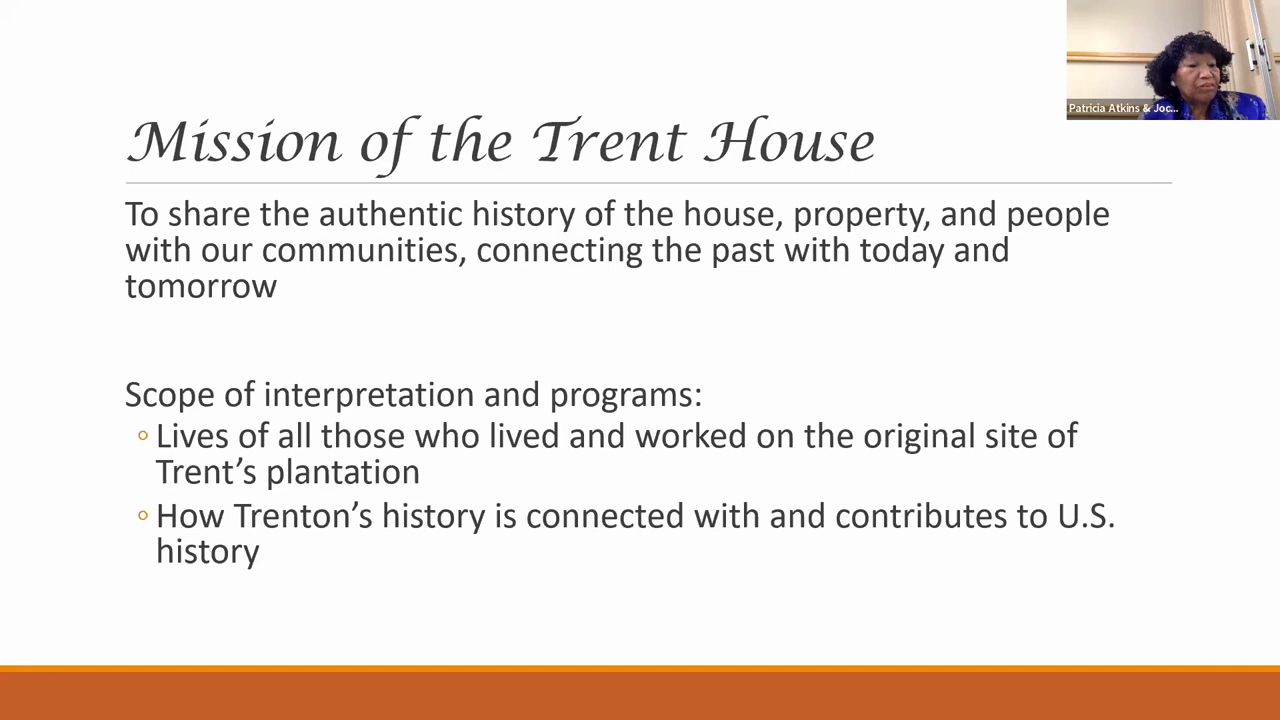 Patricia Atkins & Joc...
Mission of the Trent House
To share the authentic history of the house, property, and people
with our communities, connecting the past with today and
tomorrow
Scope of interpretation and programs:
◦ Lives of all those who lived and worked on the original site of
Trent’s plantation
◦ How Trenton’s history is connected with and contributes to U.S.
history